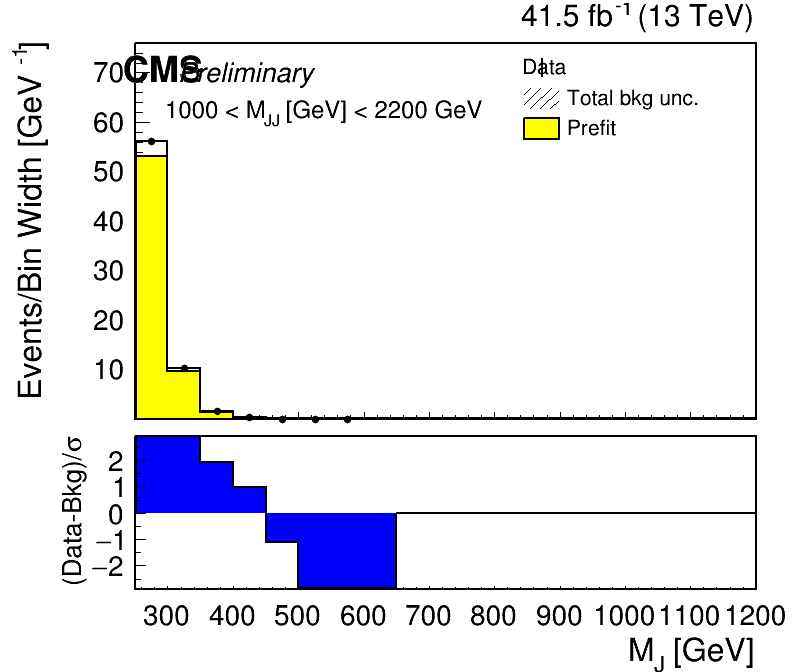 41.5 fb⁻¹ (13 TeV)
CMS Preliminary
1000 < M_JJ [GeV] < 2200 GeV
Data
Total bkg unc.
Prefit
Events/Bin Width [GeV⁻¹]
70
60
50
40
30
20
10
(Data-Bkg)/σ
2
1
0
−1
−2
300 400 500 600 700 800 900 1000 1100 1200
M_J [GeV]